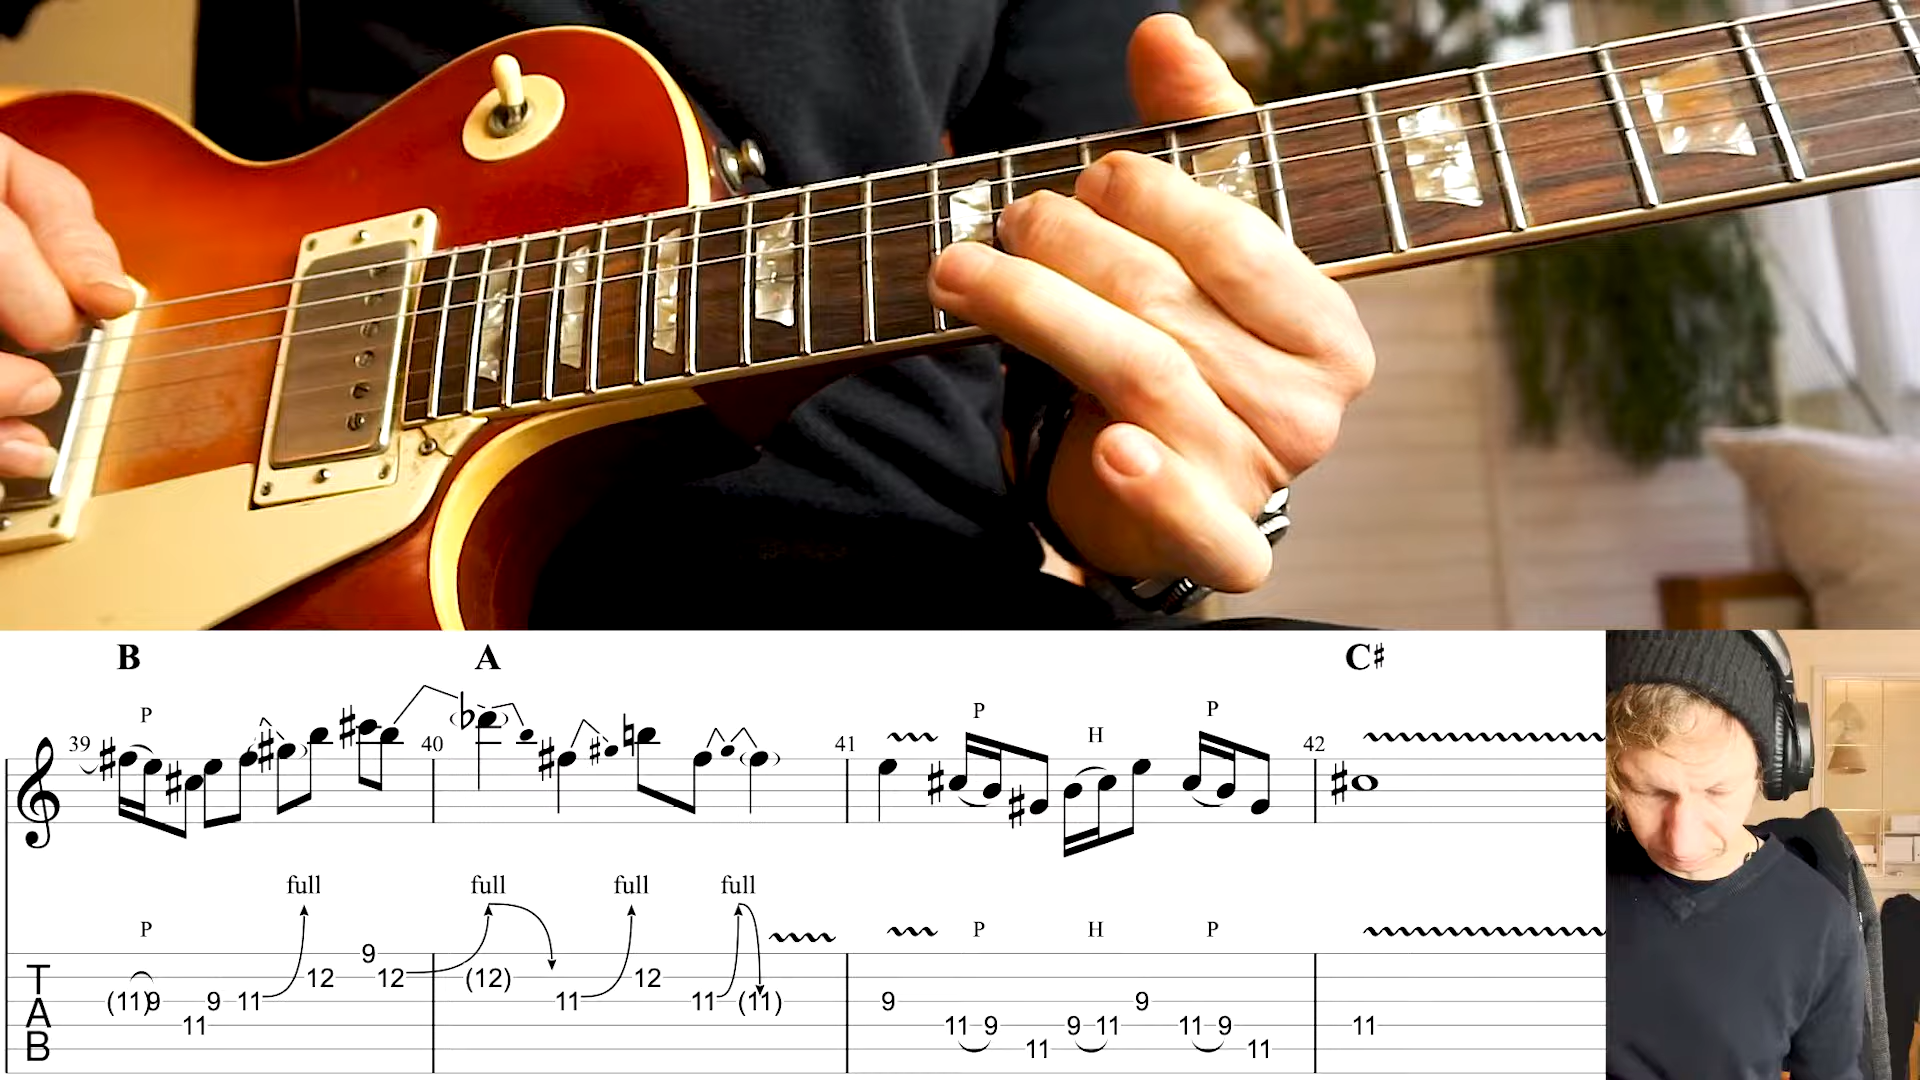 B A C♯
P P H P
39 40 41 42
full full full full
P P H P
9
T 12 12 (12) 12
(11) 9 9 11 11 11 (11) 9 9
A 11 11 9 9 11 11 9 11
B 11 11